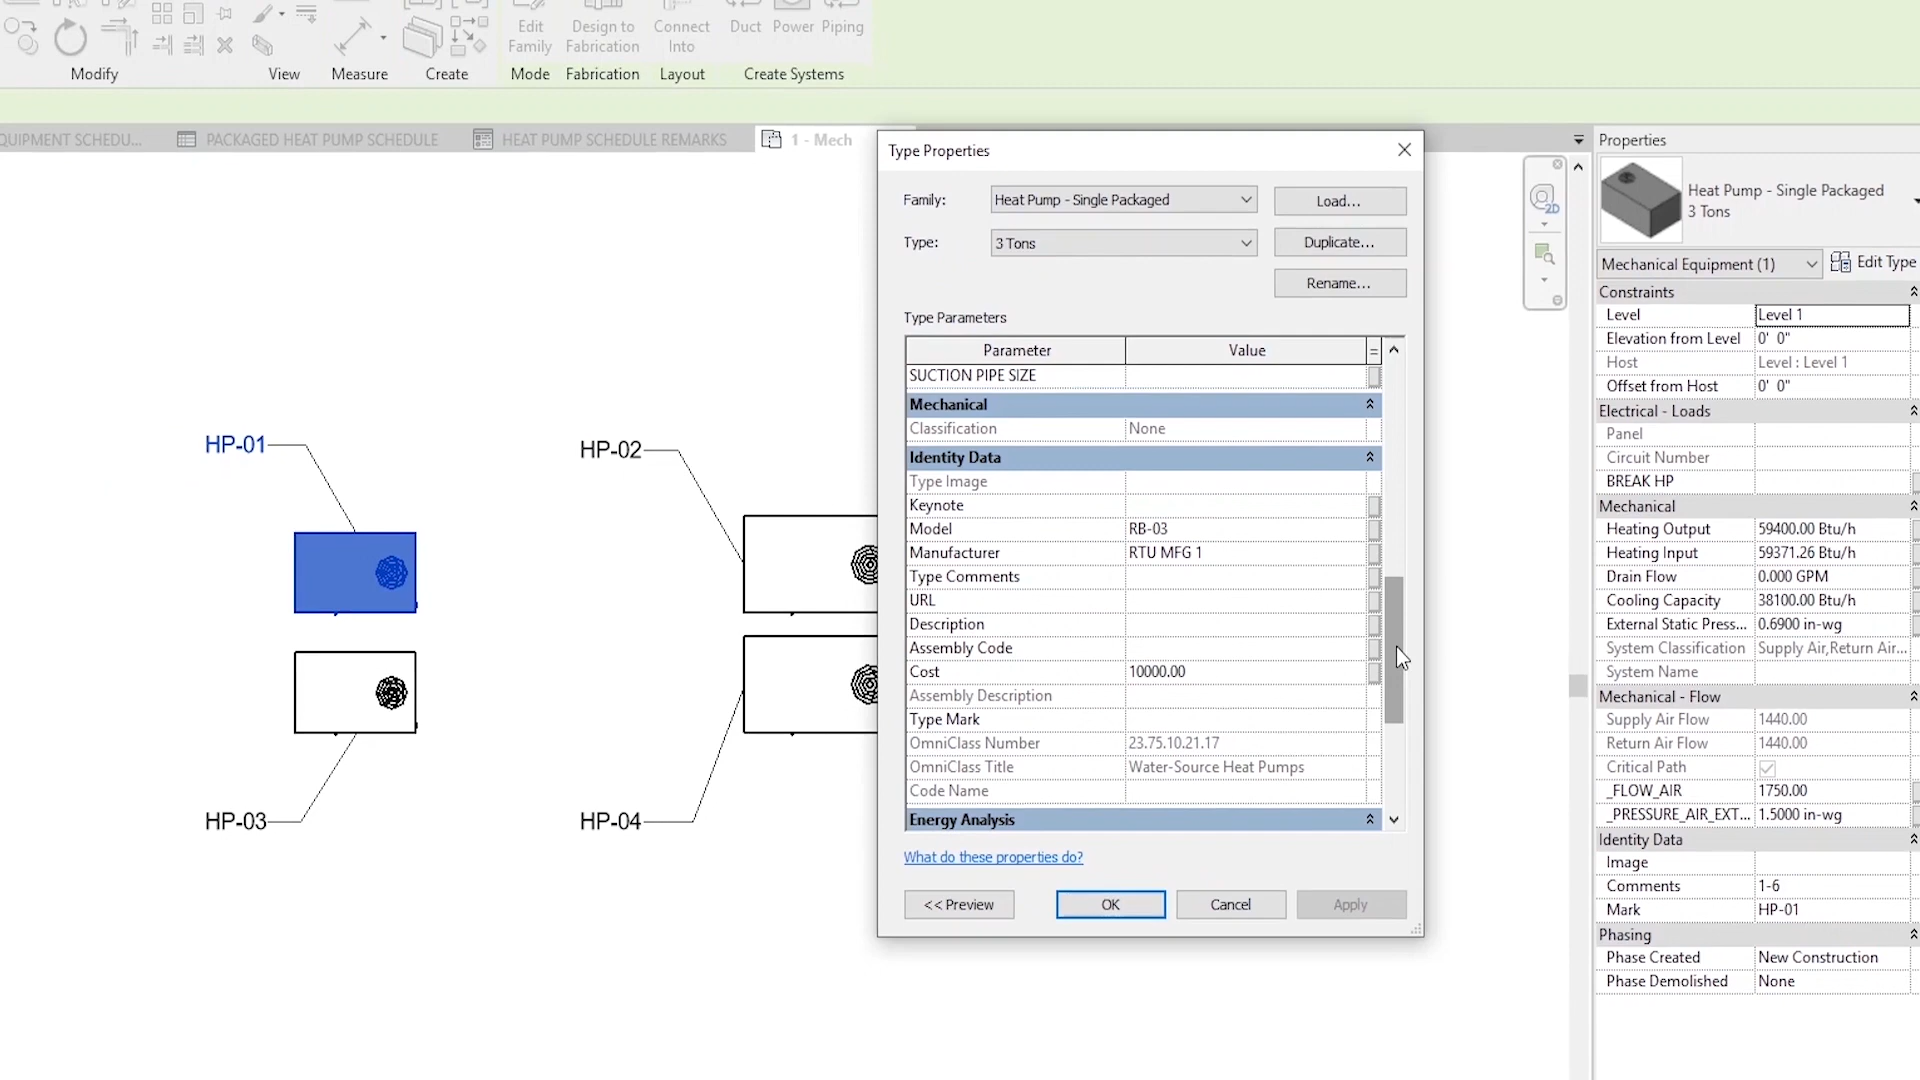 Edit
Family
Design to
Fabrication
Connect
Into
Duct
Power
Piping
Modify
View
Measure
Create
Mode
Fabrication
Layout
Create Systems
QUIPMENT SCHEDU...
PACKAGED HEAT PUMP SCHEDULE
HEAT PUMP SCHEDULE REMARKS
1 - Mech
HP-01
HP-02
HP-03
HP-04
Type Properties
Family:
Heat Pump - Single Packaged
Load...
Type:
3 Tons
Duplicate...
Rename...
Type Parameters
Parameter Value =
SUCTION PIPE SIZE
Mechanical
Classification None
Identity Data
Type Image
Keynote
Model RB-03
Manufacturer RTU MFG 1
Type Comments
URL
Description
Assembly Code
Cost 10000.00
Assembly Description
Type Mark
OmniClass Number 23.75.10.21.17
OmniClass Title Water-Source Heat Pumps
Code Name
Energy Analysis
What do these properties do?
<< Preview
OK
Cancel
Apply
2D
Properties
Heat Pump - Single Packaged
3 Tons
Mechanical Equipment (1)
Edit Type
Constraints
Level Level 1
Elevation from Level 0' 0"
Host Level : Level 1
Offset from Host 0' 0"
Electrical - Loads
Panel
Circuit Number
BREAK HP
Mechanical
Heating Output 59400.00 Btu/h
Heating Input 59371.26 Btu/h
Drain Flow 0.000 GPM
Cooling Capacity 38100.00 Btu/h
External Static Press... 0.6900 in-wg
System Classification Supply Air,Return Air...
System Name
Mechanical - Flow
Supply Air Flow 1440.00
Return Air Flow 1440.00
Critical Path
_FLOW_AIR 1750.00
_PRESSURE_AIR_EXT... 1.5000 in-wg
Identity Data
Image
Comments 1-6
Mark HP-01
Phasing
Phase Created New Construction
Phase Demolished None